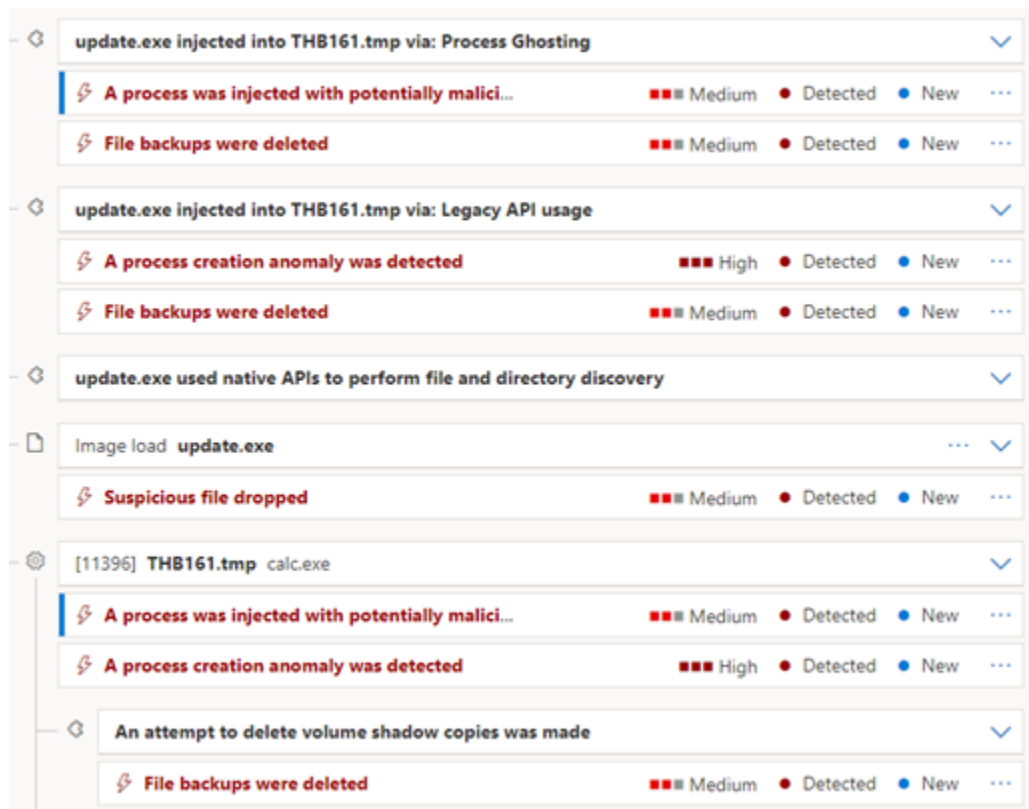 update.exe injected into THB161.tmp via: Process Ghosting
A process was injected with potentially malici... Medium Detected New ...
File backups were deleted Medium Detected New ...
update.exe injected into THB161.tmp via: Legacy API usage
A process creation anomaly was detected High Detected New ...
File backups were deleted Medium Detected New ...
update.exe used native APIs to perform file and directory discovery
Image load update.exe ...
Suspicious file dropped Medium Detected New ...
[11396] THB161.tmp calc.exe
A process was injected with potentially malici... Medium Detected New ...
A process creation anomaly was detected High Detected New ...
An attempt to delete volume shadow copies was made
File backups were deleted Medium Detected New ...